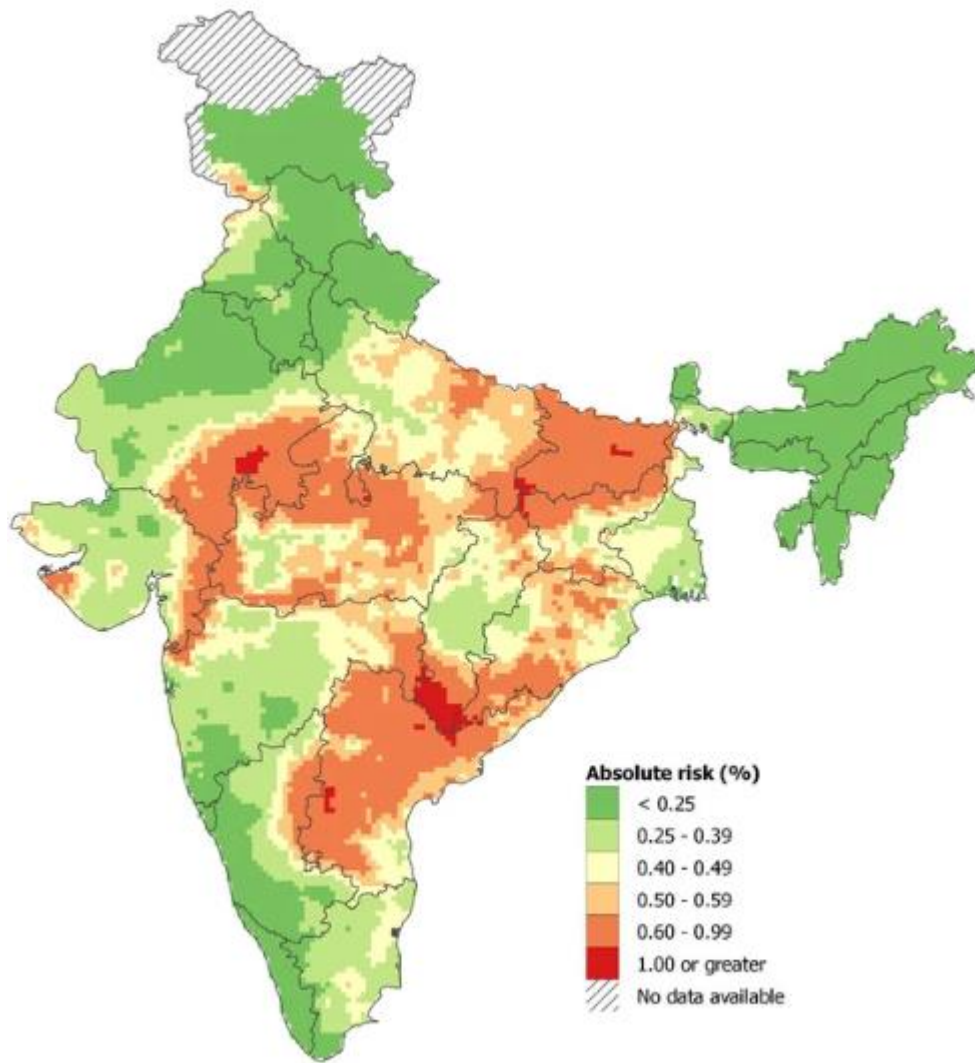 Absolute risk (%)
< 0.25
0.25 - 0.39
0.40 - 0.49
0.50 - 0.59
0.60 - 0.99
1.00 or greater
No data available